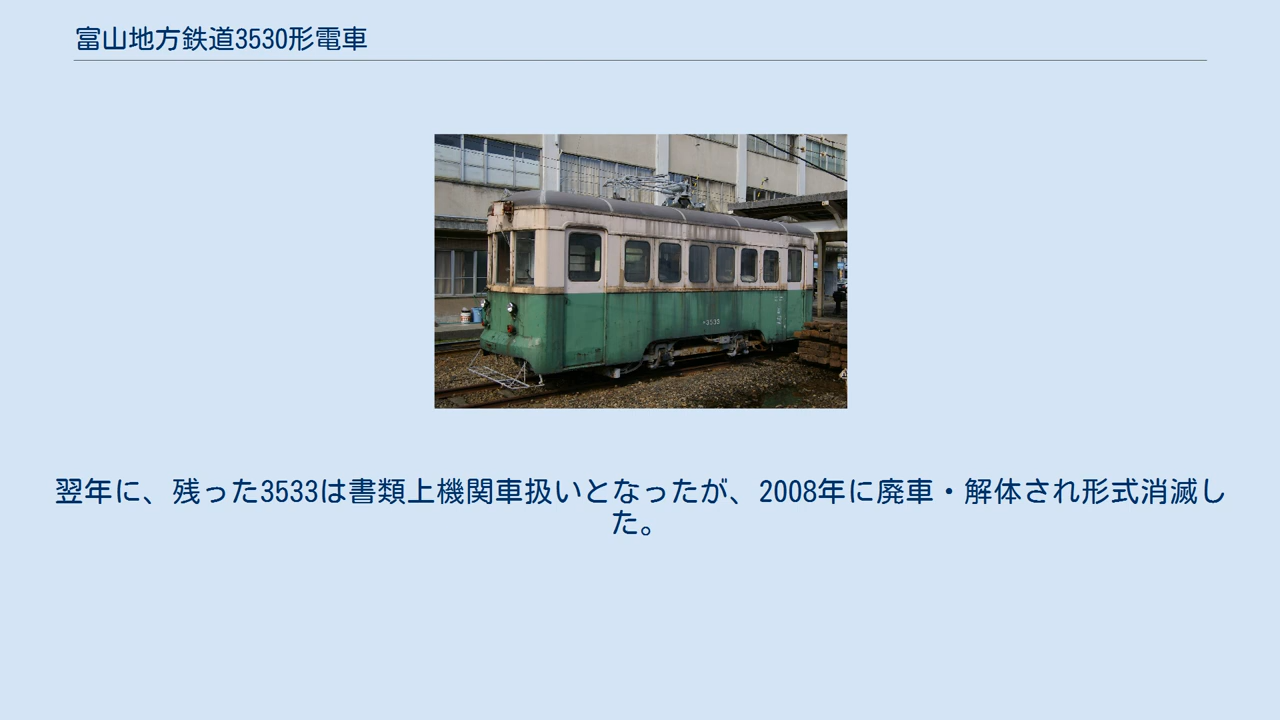 富山地方鉄道3530形電車
翌年に、残った3533は書類上機関車扱いとなったが、2008年に廃車・解体され形式消滅し
た。